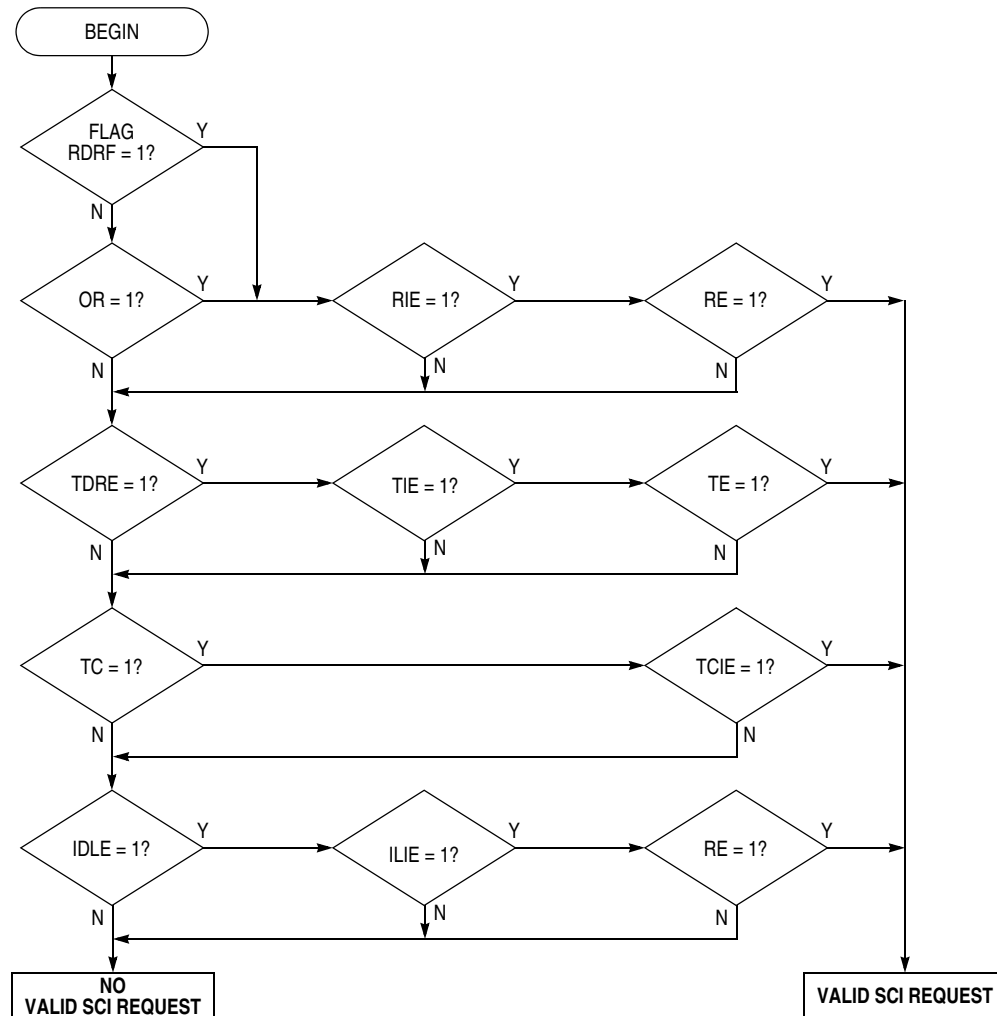 BEGIN
FLAG
RDRF = 1?
Y
N
OR = 1?
Y
N
RIE = 1?
Y
N
RE = 1?
Y
N
TDRE = 1?
Y
N
TIE = 1?
Y
N
TE = 1?
Y
N
TC = 1?
Y
N
TCIE = 1?
Y
N
IDLE = 1?
Y
N
ILIE = 1?
Y
N
RE = 1?
Y
N
NO
VALID SCI REQUEST
VALID SCI REQUEST